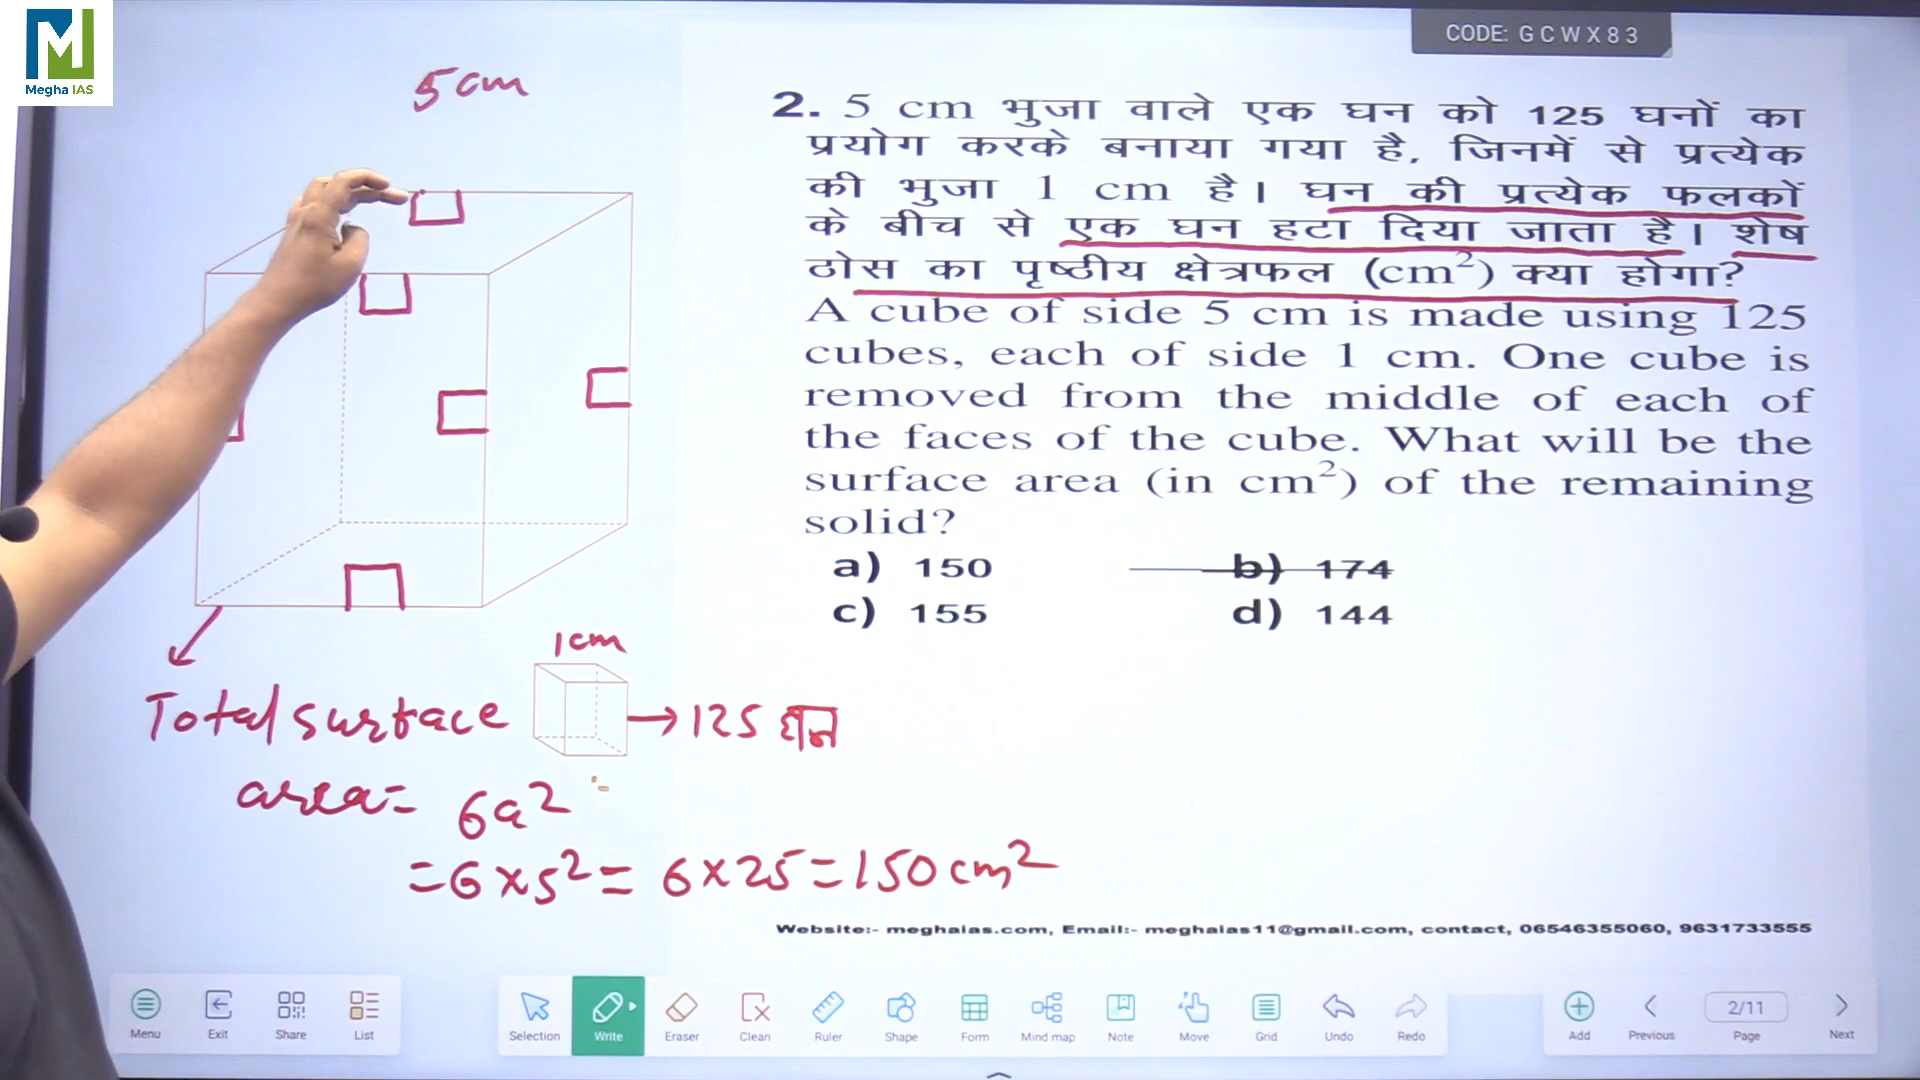 Megha IAS
CODE: G C W X 8 3
5 cm
2. 5 cm भुजा वाले एक घन को 125 घनों का
प्रयोग करके बनाया गया है, जिनमें से प्रत्येक
की भुजा 1 cm है। घन की प्रत्येक फलकों
के बीच से एक घन हटा दिया जाता है। शेष
ठोस का पृष्ठीय क्षेत्रफल (cm²) क्या होगा?
A cube of side 5 cm is made using 125
cubes, each of side 1 cm. One cube is
removed from the middle of each of
the faces of the cube. What will be the
surface area (in cm²) of the remaining
solid?
a) 150 b) 174
c) 155 d) 144
1cm
Total surface → 125 घन
area = 6a²
= 6 × 5² = 6 × 25 = 150 cm²
Website:- meghaias.com, Email:- meghaias11@gmail.com, contact, 06546355060, 9631733555
Menu Exit Share List Selection Write Eraser Clean Ruler Shape Form Mind map Note Move Grid Undo Redo Add Previous 2/11 Page Next